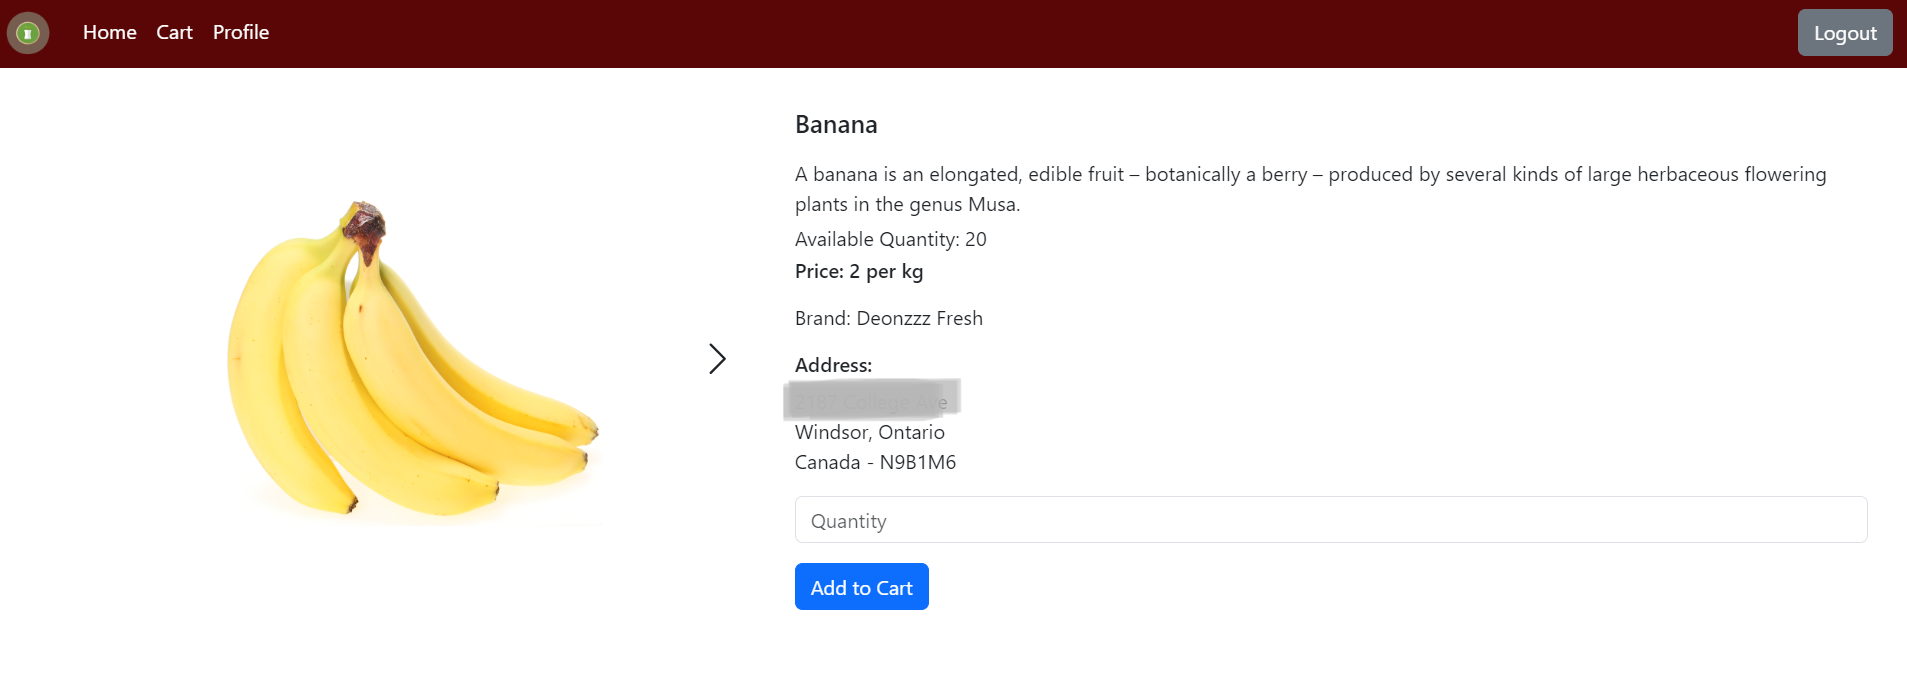 Home Cart Profile Logout
Banana
A banana is an elongated, edible fruit – botanically a berry – produced by several kinds of large herbaceous flowering
plants in the genus Musa.
Available Quantity: 20
Price: 2 per kg
Brand: Deonzzz Fresh
Address:
Windsor, Ontario
Canada - N9B1M6
Quantity
Add to Cart